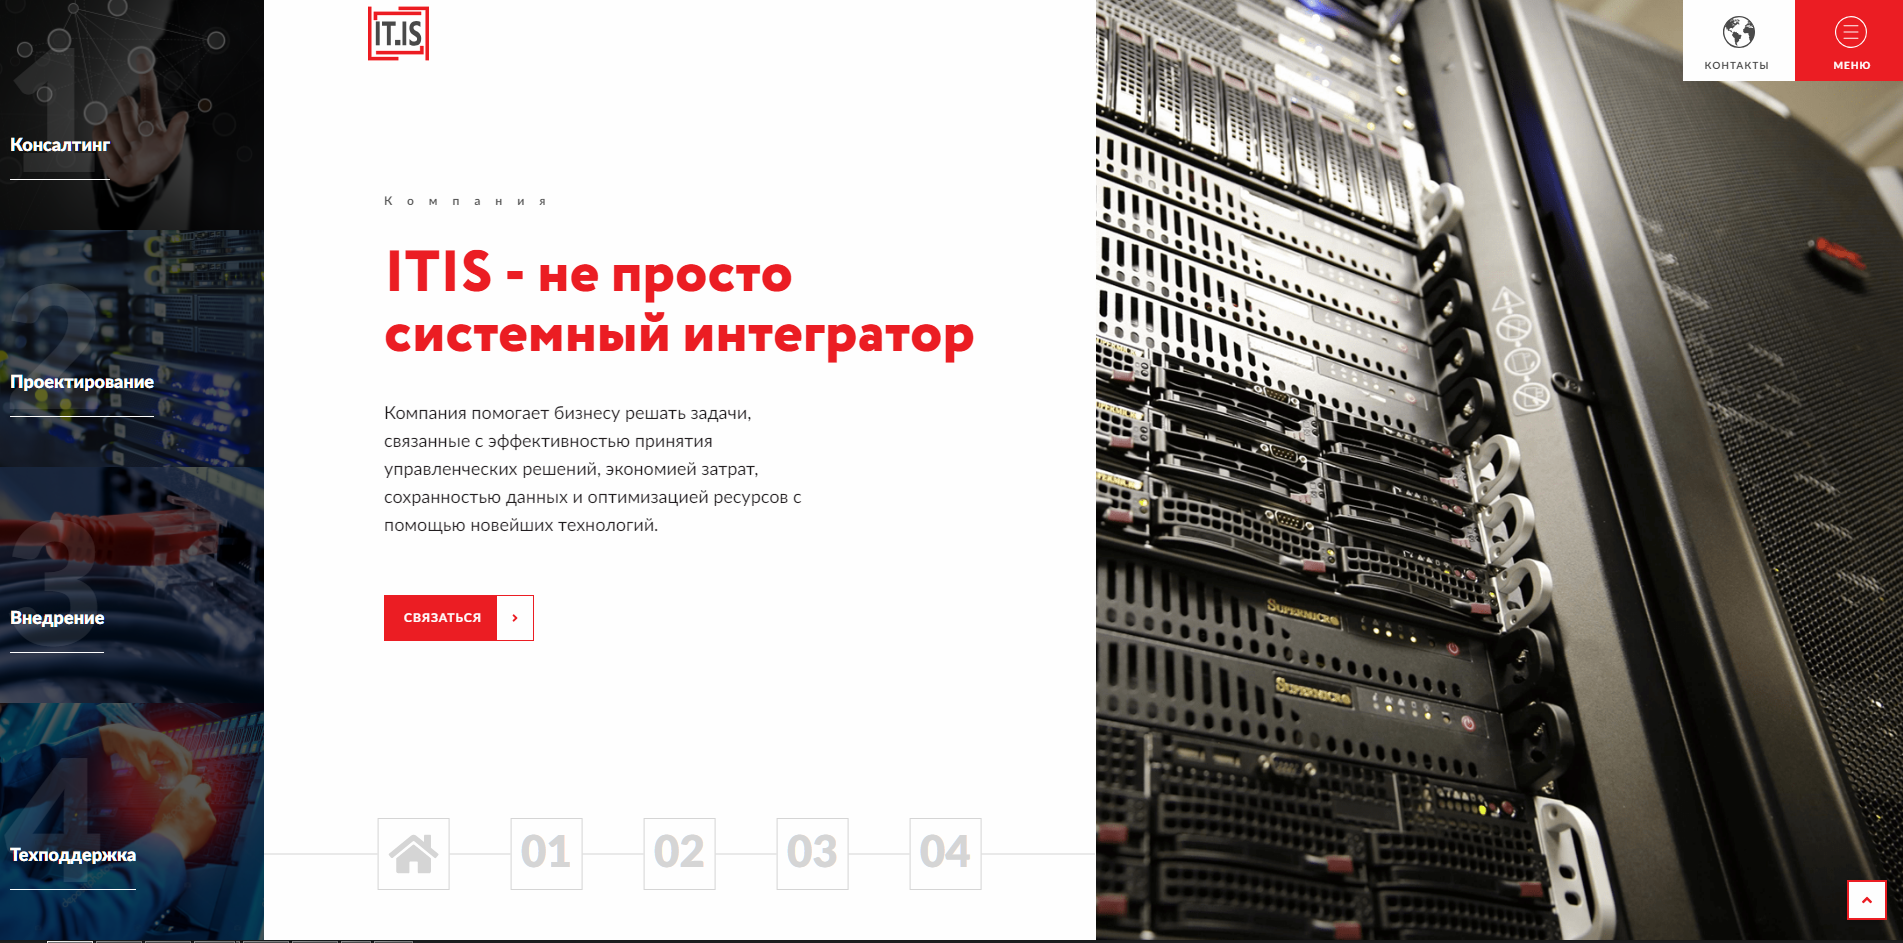 IT.IS
КОНТАКТЫ
МЕНЮ
1
Консалтинг
2
Проектирование
3
Внедрение
4
Техподдержка
Компания
ITIS - не просто
системный интегратор
Компания помогает бизнесу решать задачи,
связанные с эффективностью принятия
управленческих решений, экономией затрат,
сохранностью данных и оптимизацией ресурсов с
помощью новейших технологий.
СВЯЗАТЬСЯ
01
02
03
04
SUPERMICRO
SUPERMICRO